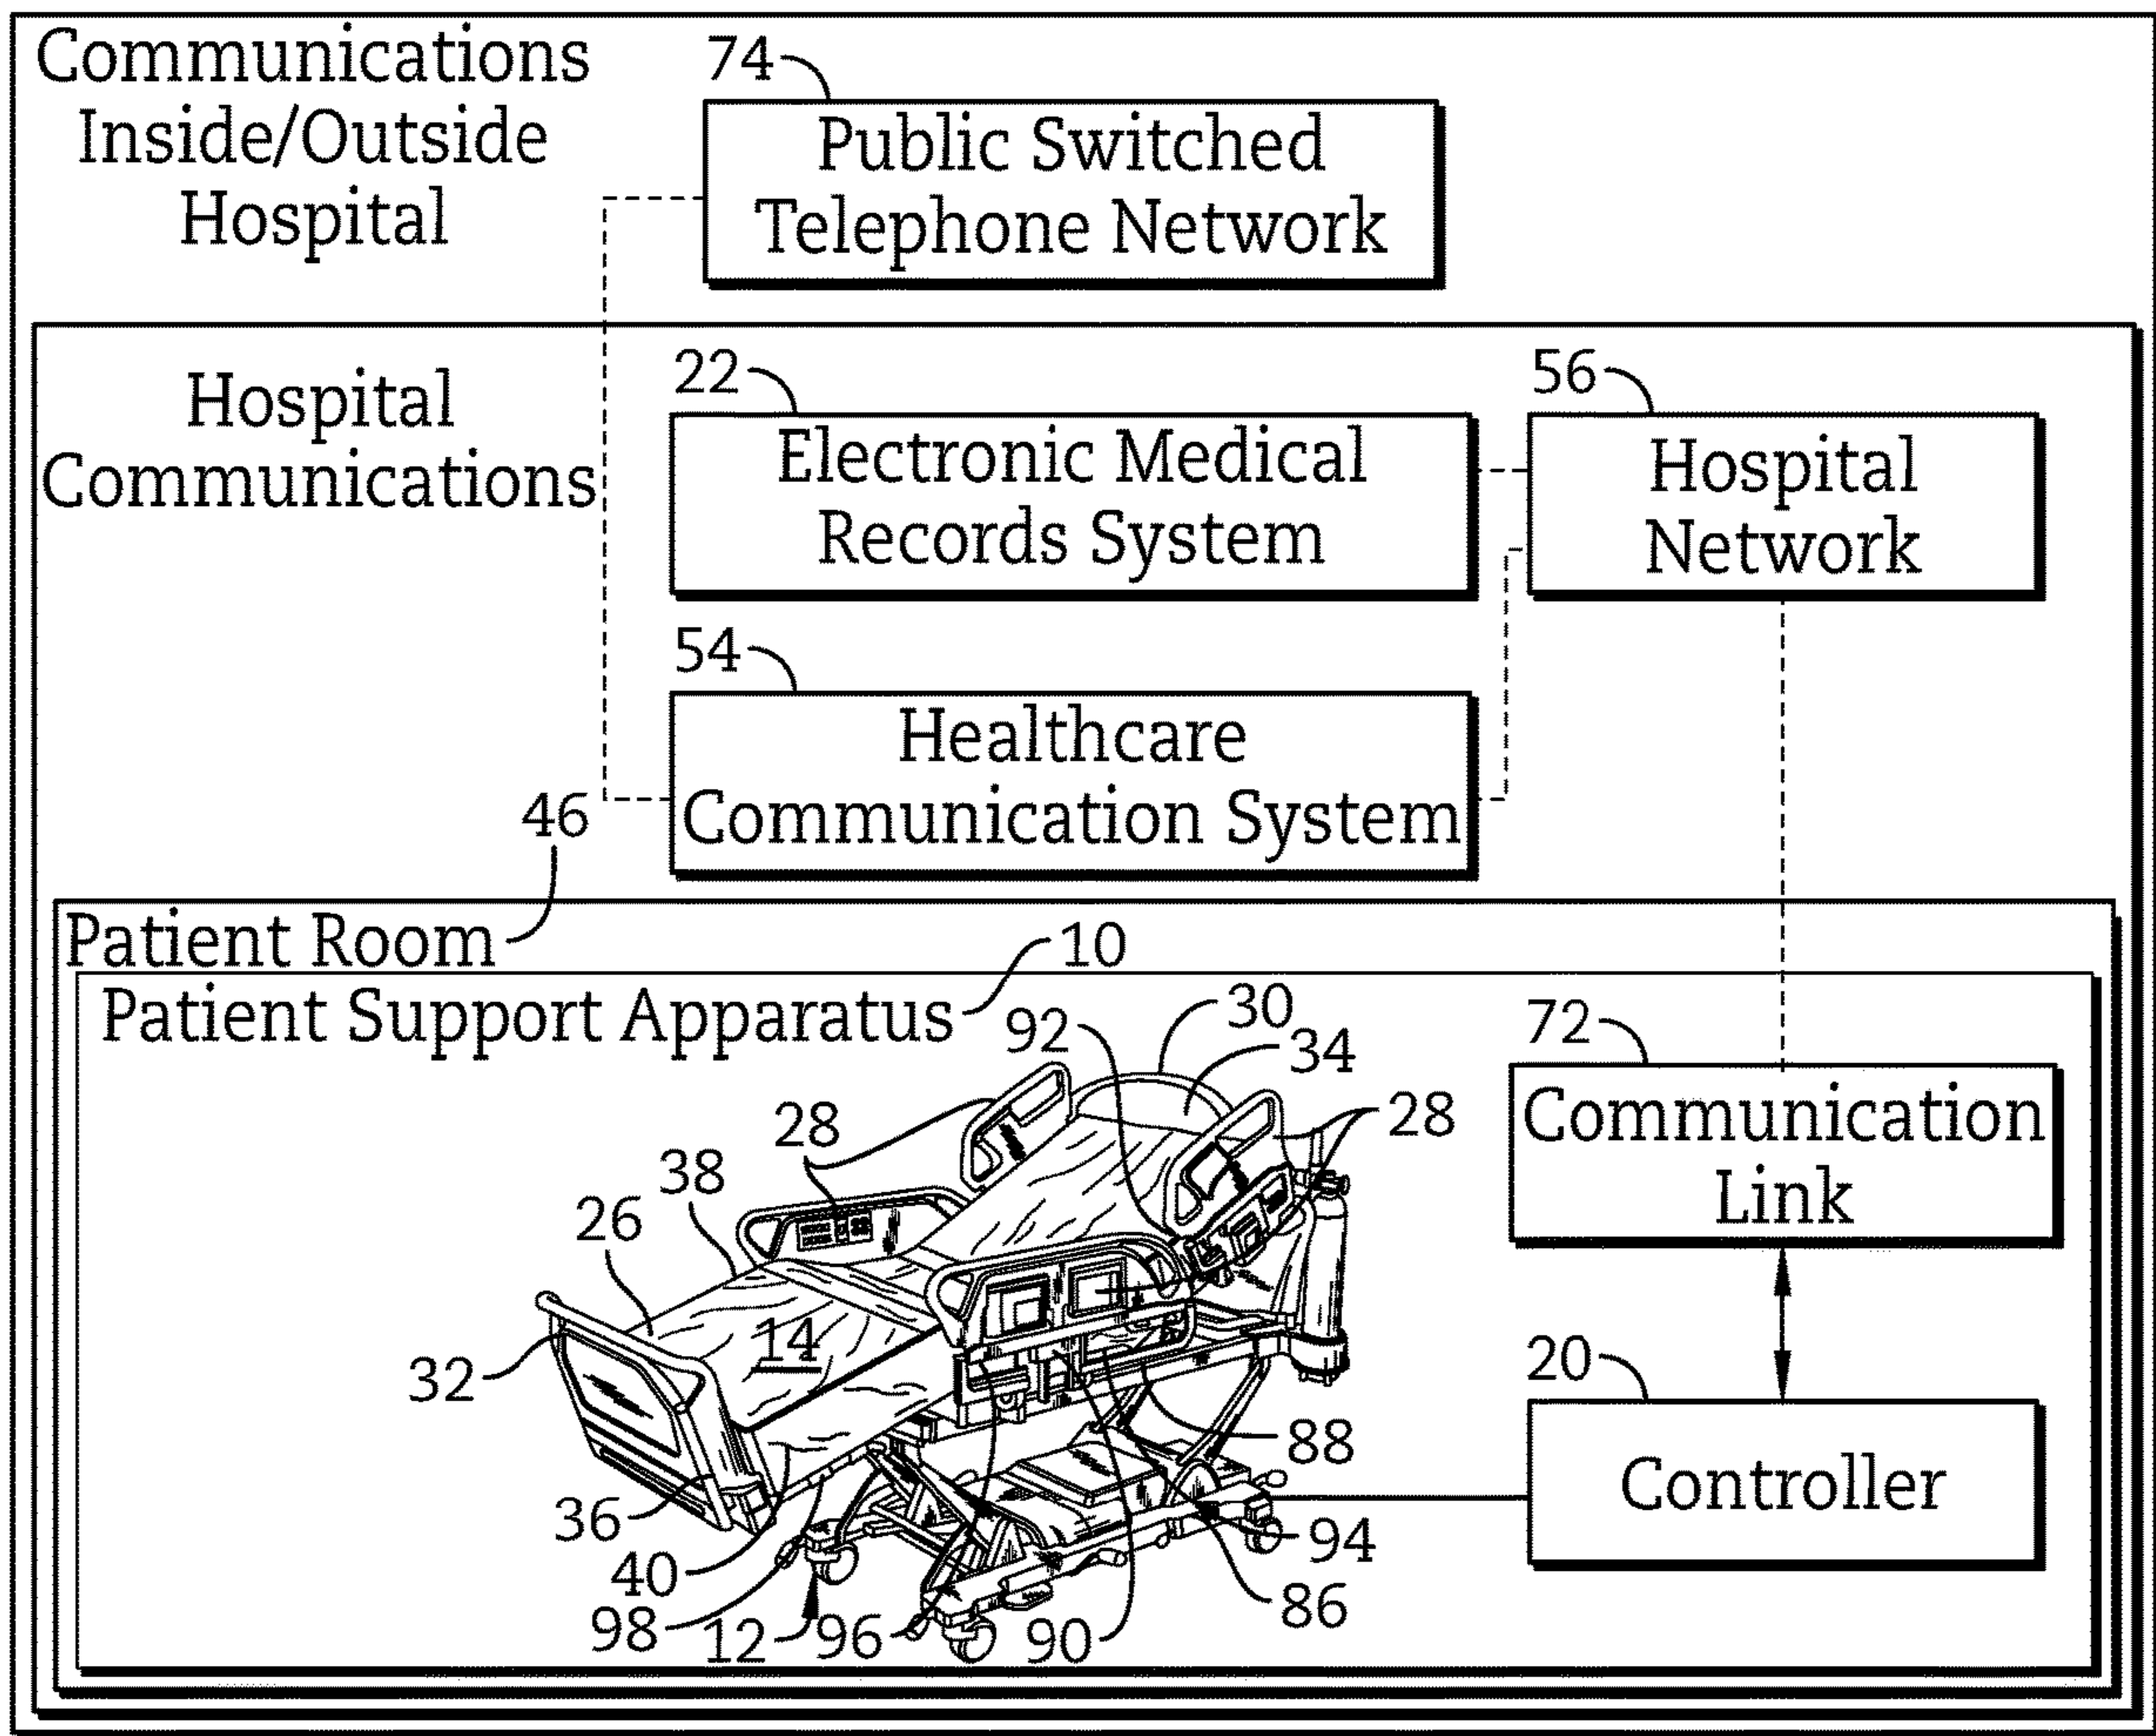 Communications
Inside/Outside
Hospital
74
Public Switched
Telephone Network
Hospital
Communications
22
Electronic Medical
Records System
56
Hospital
Network
54
Healthcare
Communication System
46
Patient Room
10
Patient Support Apparatus
92
30
34
28
28
38
26
14
32
72
Communication
Link
20
Controller
88
36
94
40
86
98
12
96
90